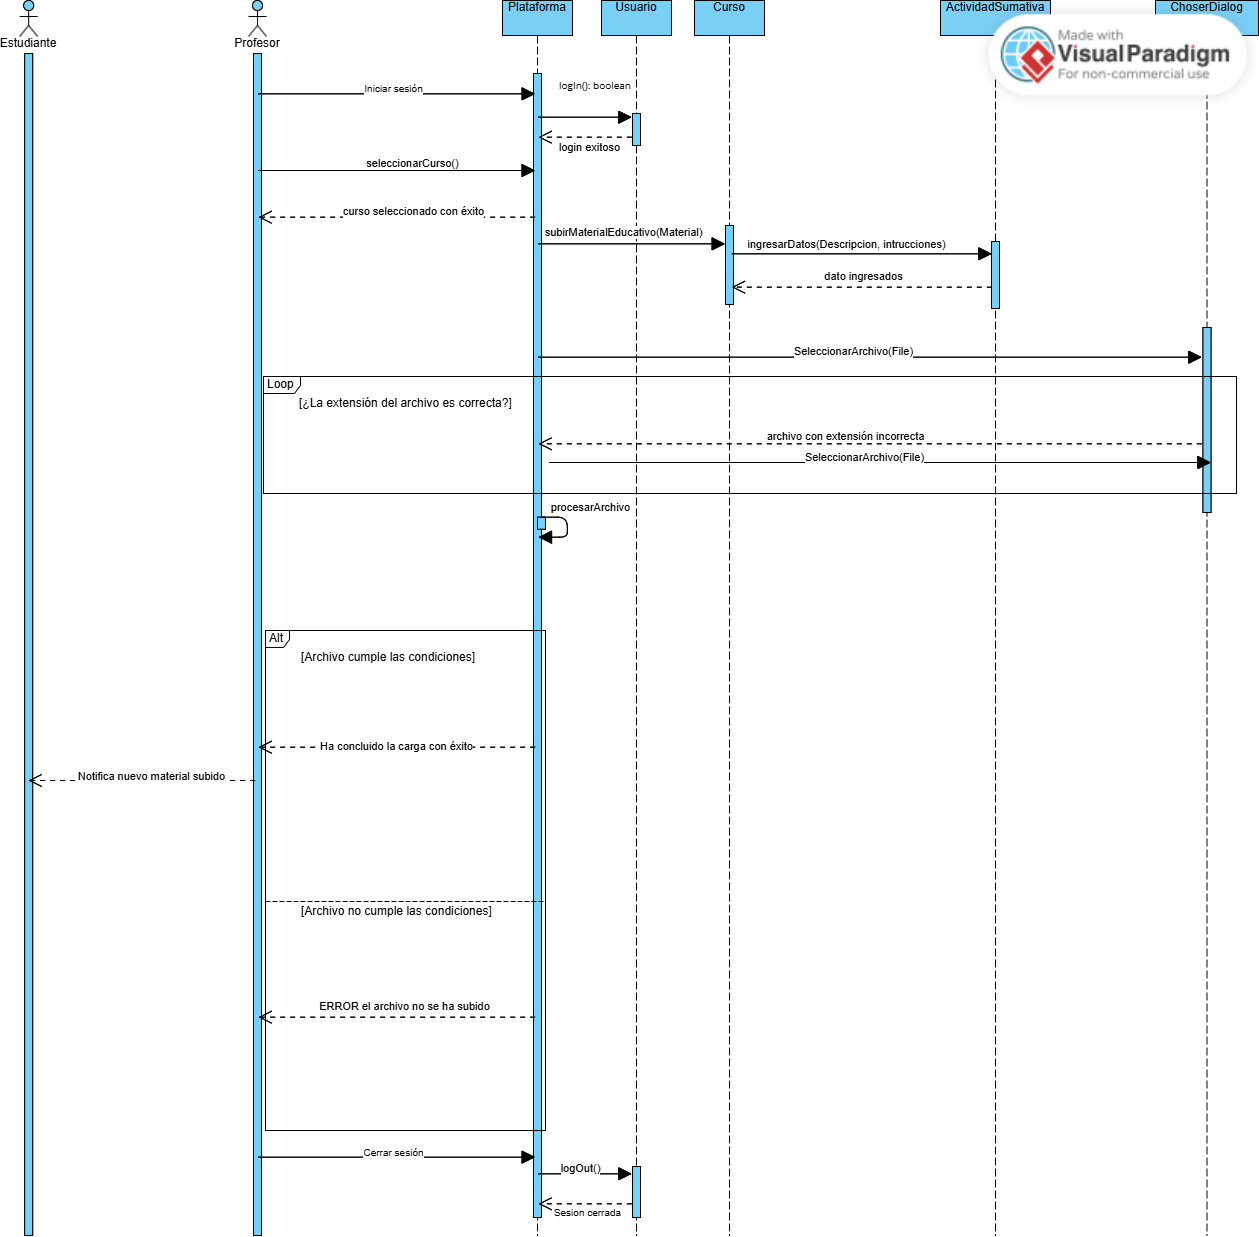 Estudiante
Profesor
Plataforma
Usuario
Curso
ActividadSumativa
ChoserDialog
Made with
Visual Paradigm
For non-commercial use
Iniciar sesión
logIn(): boolean
login exitoso
seleccionarCurso()
curso seleccionado con éxito
subirMaterialEducativo(Material)
ingresarDatos(Descripcion, intrucciones)
dato ingresados
SeleccionarArchivo(File)
Loop
[¿La extensión del archivo es correcta?]
archivo con extensión incorrecta
SeleccionarArchivo(File)
procesarArchivo
Alt
[Archivo cumple las condiciones]
Ha concluido la carga con éxito
Notifica nuevo material subido
[Archivo no cumple las condiciones]
ERROR el archivo no se ha subido
Cerrar sesión
logOut()
Sesion cerrada